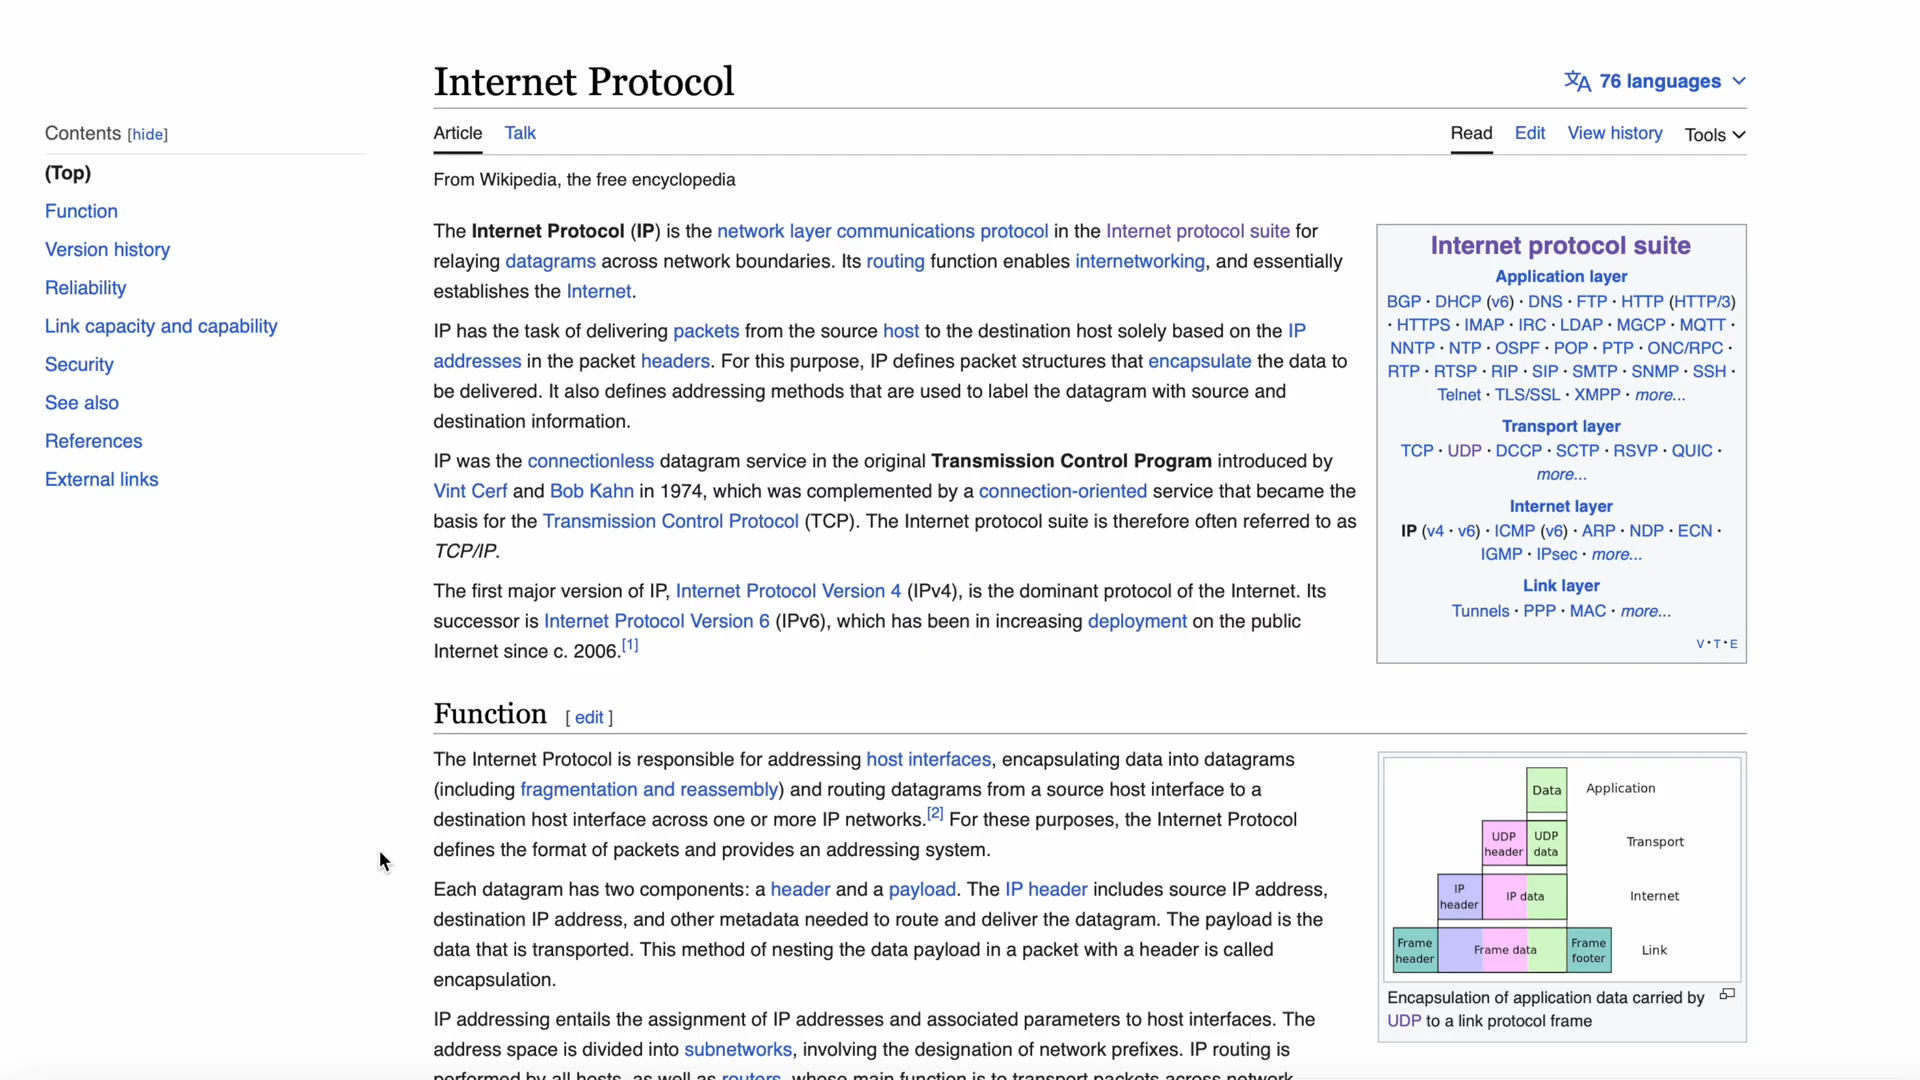 Internet Protocol
76 languages
Contents [hide]
Article Talk
Read Edit View history Tools
(Top)
Function
Version history
Reliability
Link capacity and capability
Security
See also
References
External links
From Wikipedia, the free encyclopedia
The Internet Protocol (IP) is the network layer communications protocol in the Internet protocol suite for
relaying datagrams across network boundaries. Its routing function enables internetworking, and essentially
establishes the Internet.
IP has the task of delivering packets from the source host to the destination host solely based on the IP
addresses in the packet headers. For this purpose, IP defines packet structures that encapsulate the data to
be delivered. It also defines addressing methods that are used to label the datagram with source and
destination information.
IP was the connectionless datagram service in the original Transmission Control Program introduced by
Vint Cerf and Bob Kahn in 1974, which was complemented by a connection-oriented service that became the
basis for the Transmission Control Protocol (TCP). The Internet protocol suite is therefore often referred to as
TCP/IP.
The first major version of IP, Internet Protocol Version 4 (IPv4), is the dominant protocol of the Internet. Its
successor is Internet Protocol Version 6 (IPv6), which has been in increasing deployment on the public
Internet since c. 2006.[1]
Internet protocol suite
Application layer
BGP · DHCP (v6) · DNS · FTP · HTTP (HTTP/3)
· HTTPS · IMAP · IRC · LDAP · MGCP · MQTT ·
NNTP · NTP · OSPF · POP · PTP · ONC/RPC ·
RTP · RTSP · RIP · SIP · SMTP · SNMP · SSH ·
Telnet · TLS/SSL · XMPP · more...
Transport layer
TCP · UDP · DCCP · SCTP · RSVP · QUIC ·
more...
Internet layer
IP (v4 · v6) · ICMP (v6) · ARP · NDP · ECN ·
IGMP · IPsec · more...
Link layer
Tunnels · PPP · MAC · more...
V · T · E
Function [ edit ]
The Internet Protocol is responsible for addressing host interfaces, encapsulating data into datagrams
(including fragmentation and reassembly) and routing datagrams from a source host interface to a
destination host interface across one or more IP networks.[2] For these purposes, the Internet Protocol
defines the format of packets and provides an addressing system.
Each datagram has two components: a header and a payload. The IP header includes source IP address,
destination IP address, and other metadata needed to route and deliver the datagram. The payload is the
data that is transported. This method of nesting the data payload in a packet with a header is called
encapsulation.
IP addressing entails the assignment of IP addresses and associated parameters to host interfaces. The
address space is divided into subnetworks, involving the designation of network prefixes. IP routing is
performed by all hosts, as well as routers, whose main function is to transport packets across network
Data Application
UDP header UDP data Transport
IP header IP data Internet
Frame header Frame data Frame footer Link
Encapsulation of application data carried by
UDP to a link protocol frame